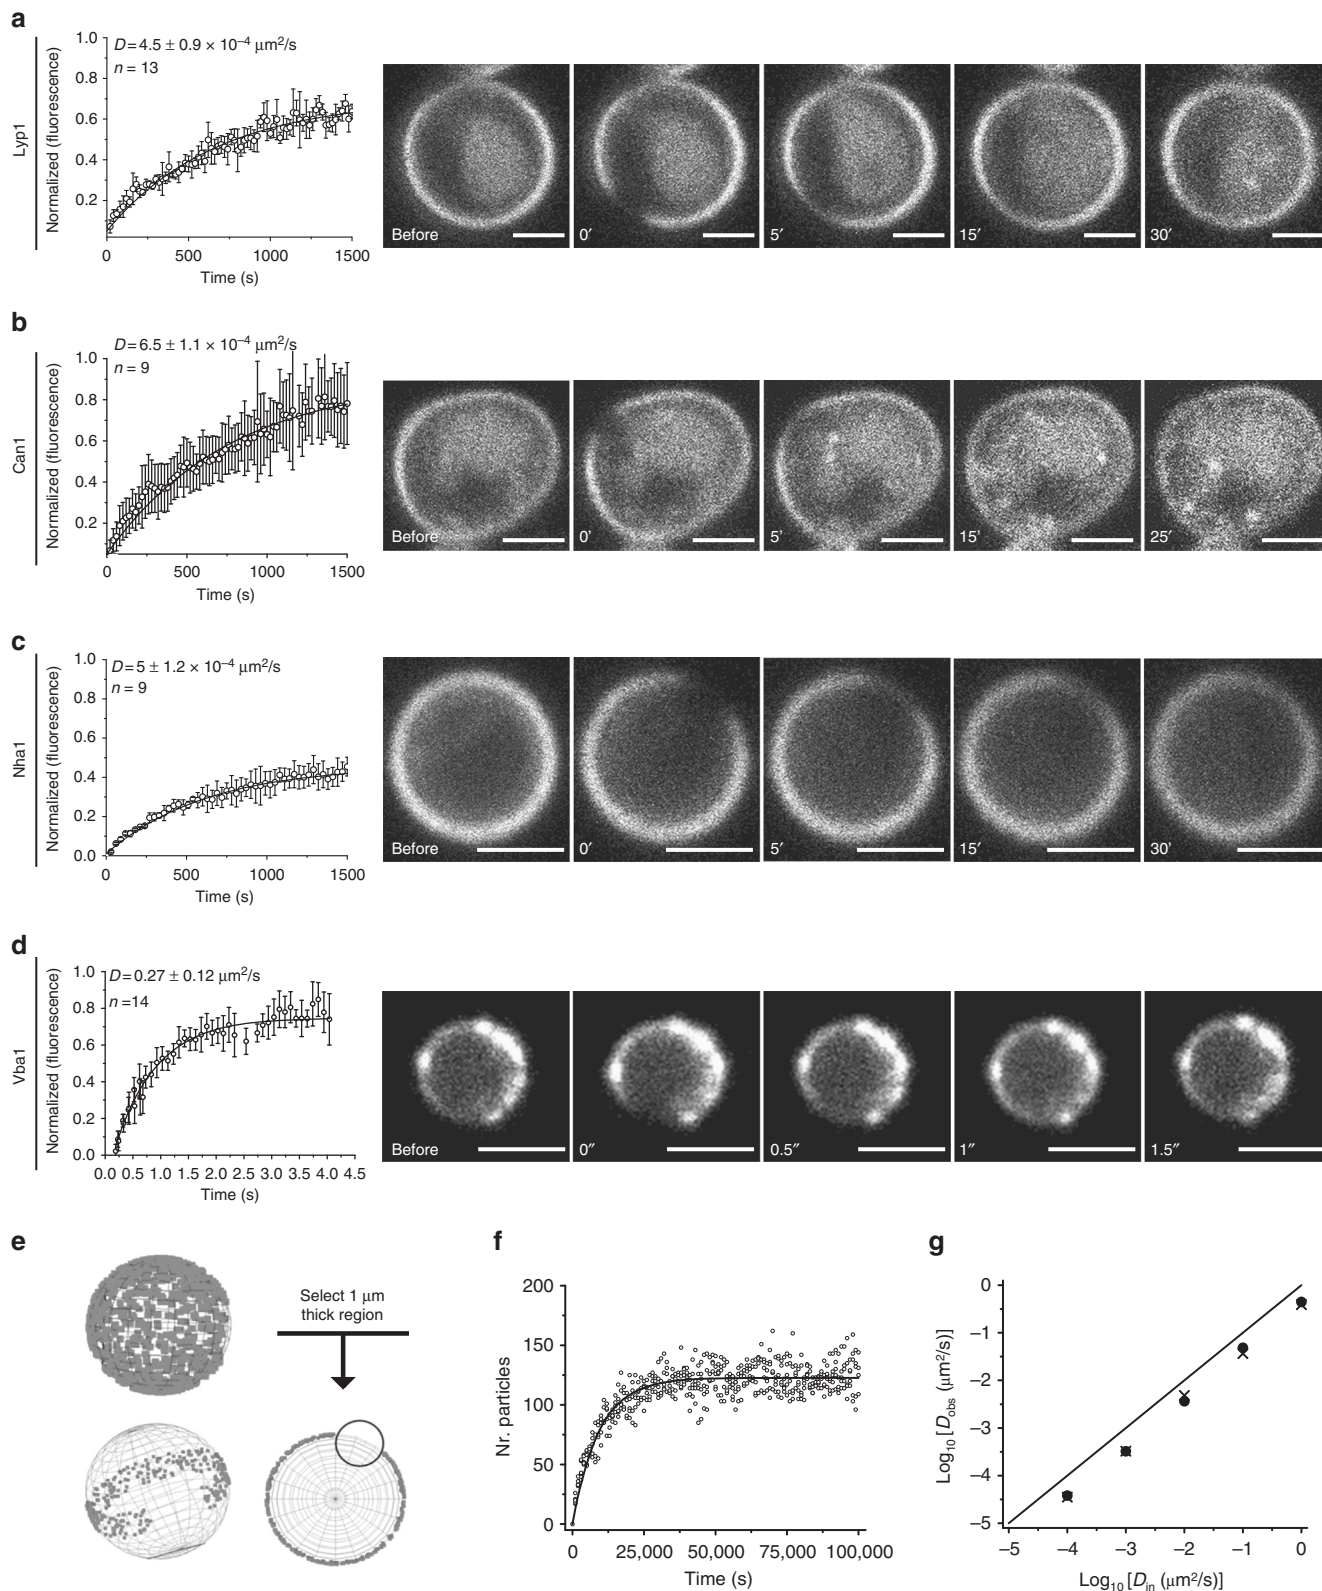 a
Lyp1
Normalized (fluorescence)
1.0
0.8
0.6
0.4
0.2
D = 4.5 ± 0.9 × 10⁻⁴ μm²/s
n = 13
0
500
1000
1500
Time (s)
Before
0′
5′
15′
30′
b
Can1
Normalized (fluorescence)
1.0
0.8
0.6
0.4
0.2
D = 6.5 ± 1.1 × 10⁻⁴ μm²/s
n = 9
0
500
1000
1500
Time (s)
Before
0′
5′
15′
25′
c
Nha1
Normalized (fluorescence)
1.0
0.8
0.6
0.4
0.2
0.0
D = 5 ± 1.2 × 10⁻⁴ μm²/s
n = 9
0
500
1000
1500
Time (s)
Before
0′
5′
15′
30′
d
Vba1
Normalized (fluorescence)
1.0
0.8
0.6
0.4
0.2
0.0
D = 0.27 ± 0.12 μm²/s
n = 14
0.0 0.5 1.0 1.5 2.0 2.5 3.0 3.5 4.0 4.5
Time (s)
Before
0″
0.5″
1″
1.5″
e
Select 1 μm
thick region
f
Nr. particles
200
150
100
50
0
0 25,000 50,000 75,000 100,000
Time (s)
g
Log₁₀ [Dobs (μm²/s)]
0
−1
−2
−3
−4
−5
−5 −4 −3 −2 −1 0
Log₁₀ [Din (μm²/s)]